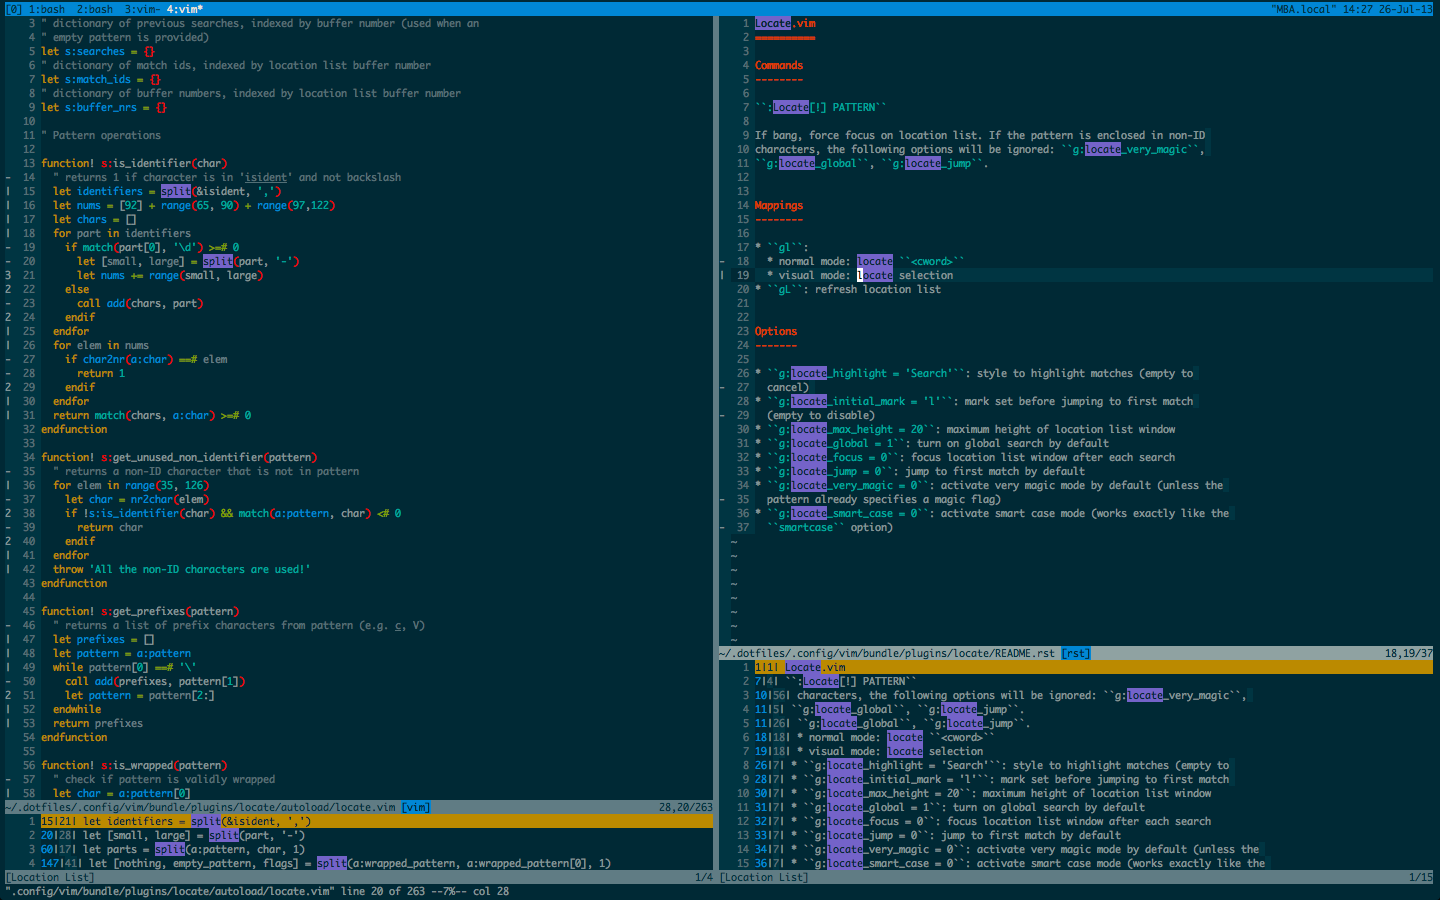 [0] 1:bash  2:bash  3:vim- 4:vim*  "MBA.local" 14:27 26-Jul-13
3 " dictionary of previous searches, indexed by buffer number (used when an
4 " empty pattern is provided)
5 let s:searches = {}
6 " dictionary of match ids, indexed by location list buffer number
7 let s:match_ids = {}
8 " dictionary of buffer numbers, indexed by location list buffer number
9 let s:buffer_nrs = {}
10
11 " Pattern operations
12
13 function! s:is_identifier(char)
- 14   " returns 1 if character is in 'isident' and not backslash
| 15   let identifiers = split(&isident, ',')
| 16   let nums = [92] + range(65, 90) + range(97,122)
| 17   let chars = []
| 18   for part in identifiers
- 19     if match(part[0], '\d') >=# 0
- 20       let [small, large] = split(part, '-')
3 21       let nums += range(small, large)
2 22     else
- 23       call add(chars, part)
2 24     endif
| 25   endfor
| 26   for elem in nums
- 27     if char2nr(a:char) ==# elem
- 28       return 1
2 29     endif
| 30   endfor
| 31   return match(chars, a:char) >=# 0
32 endfunction
33
34 function! s:get_unused_non_identifier(pattern)
- 35   " returns a non-ID character that is not in pattern
| 36   for elem in range(35, 126)
- 37     let char = nr2char(elem)
2 38     if !s:is_identifier(char) && match(a:pattern, char) <# 0
- 39       return char
2 40     endif
| 41   endfor
| 42   throw 'All the non-ID characters are used!'
43 endfunction
44
45 function! s:get_prefixes(pattern)
- 46   " returns a list of prefix characters from pattern (e.g. c, V)
| 47   let prefixes = []
| 48   let pattern = a:pattern
| 49   while pattern[0] ==# '\'
- 50     call add(prefixes, pattern[1])
2 51     let pattern = pattern[2:]
| 52   endwhile
| 53   return prefixes
54 endfunction
55
56 function! s:is_wrapped(pattern)
- 57   " check if pattern is validly wrapped
| 58   let char = a:pattern[0]
~/.dotfiles/.config/vim/bundle/plugins/locate/autoload/locate.vim [vim]  28,20/263
1 15|21| let identifiers = split(&isident, ',')
2 20|28| let [small, large] = split(part, '-')
3 60|17| let parts = split(a:pattern, char, 1)
4 147|41| let [nothing, empty_pattern, flags] = split(a:wrapped_pattern, a:wrapped_pattern[0], 1)
[Location List]  1/4
1 Locate.vim
2 ==========
3
4 Commands
5 --------
6
7 ``:Locate[!] PATTERN``
8
9 If bang, force focus on location list. If the pattern is enclosed in non-ID
10 characters, the following options will be ignored: ``g:locate_very_magic``,
11 ``g:locate_global``, ``g:locate_jump``.
12
13
14 Mappings
15 --------
16
17 * ``gl``:
- 18   * normal mode: locate ``<cword>``
| 19   * visual mode: locate selection
20 * ``gL``: refresh location list
21
22
23 Options
24 -------
25
26 * ``g:locate_highlight = 'Search'``: style to highlight matches (empty to
- 27   cancel)
28 * ``g:locate_initial_mark = 'l'``: mark set before jumping to first match
- 29   (empty to disable)
30 * ``g:locate_max_height = 20``: maximum height of location list window
31 * ``g:locate_global = 1``: turn on global search by default
32 * ``g:locate_focus = 0``: focus location list window after each search
33 * ``g:locate_jump = 0``: jump to first match by default
34 * ``g:locate_very_magic = 0``: activate very magic mode by default (unless the
- 35   pattern already specifies a magic flag)
36 * ``g:locate_smart_case = 0``: activate smart case mode (works exactly like the
- 37   ``smartcase`` option)
~
~
~
~
~
~
~
~
~/.dotfiles/.config/vim/bundle/plugins/locate/README.rst [rst]  18,19/37
1 1|1| Locate.vim
2 7|4| ``:Locate[!] PATTERN``
3 10|56| characters, the following options will be ignored: ``g:locate_very_magic``,
4 11|5| ``g:locate_global``, ``g:locate_jump``.
5 11|26| ``g:locate_global``, ``g:locate_jump``.
6 18|18| * normal mode: locate ``<cword>``
7 19|18| * visual mode: locate selection
8 26|7| * ``g:locate_highlight = 'Search'``: style to highlight matches (empty to
9 28|7| * ``g:locate_initial_mark = 'l'``: mark set before jumping to first match
10 30|7| * ``g:locate_max_height = 20``: maximum height of location list window
11 31|7| * ``g:locate_global = 1``: turn on global search by default
12 32|7| * ``g:locate_focus = 0``: focus location list window after each search
13 33|7| * ``g:locate_jump = 0``: jump to first match by default
14 34|7| * ``g:locate_very_magic = 0``: activate very magic mode by default (unless the
15 36|7| * ``g:locate_smart_case = 0``: activate smart case mode (works exactly like the
[Location List]  1/15
".config/vim/bundle/plugins/locate/autoload/locate.vim" line 20 of 263 --7%-- col 28